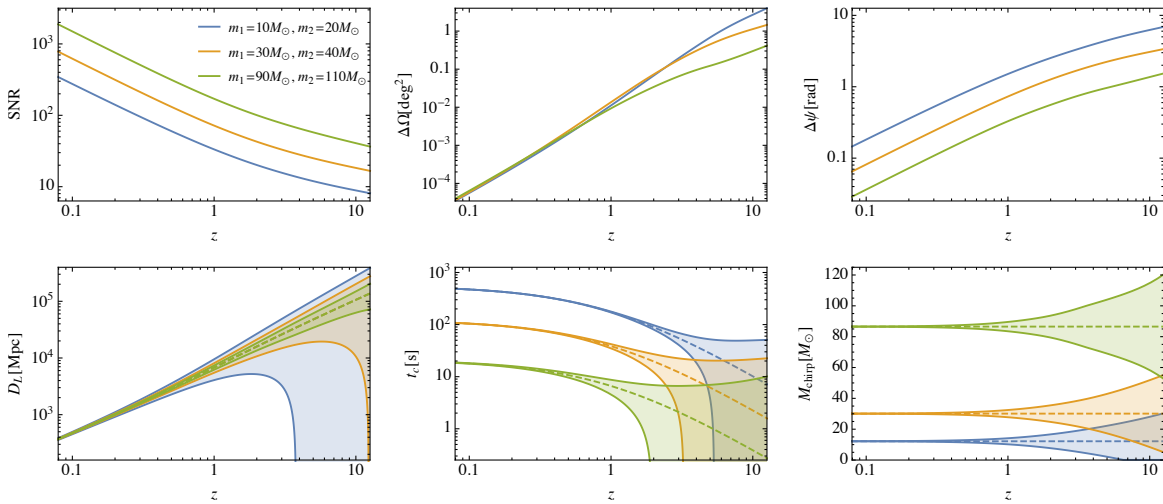 10³
10²
10
SNR
0.1
1
10
z
m₁=10M⊙, m₂=20M⊙
m₁=30M⊙, m₂=40M⊙
m₁=90M⊙, m₂=110M⊙
1
0.1
10⁻²
10⁻³
10⁻⁴
ΔΩ[deg²]
0.1
1
10
z
10
1
0.1
Δψ[rad]
0.1
1
10
z
10⁵
10⁴
10³
D_L[Mpc]
0.1
1
10
z
10³
10²
10
1
t_c[s]
0.1
1
10
z
120
100
80
60
40
20
0
M_chirp[M⊙]
0.1
1
10
z